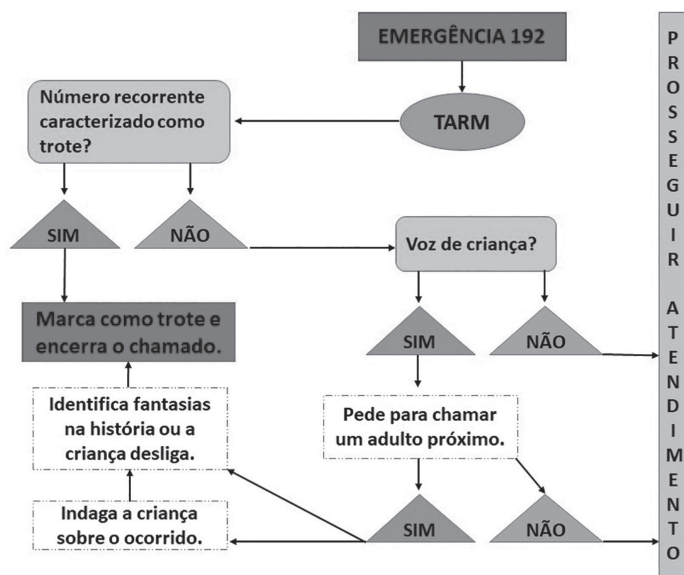 EMERGÊNCIA 192
TARM
Número recorrente
caracterizado como
trote?
SIM
NÃO
Marca como trote e
encerra o chamado.
Voz de criança?
SIM
NÃO
Pede para chamar
um adulto próximo.
SIM
NÃO
Identifica fantasias
na história ou a
criança desliga.
Indaga a criança
sobre o ocorrido.
PROSSEGUIR ATENDIMENTO